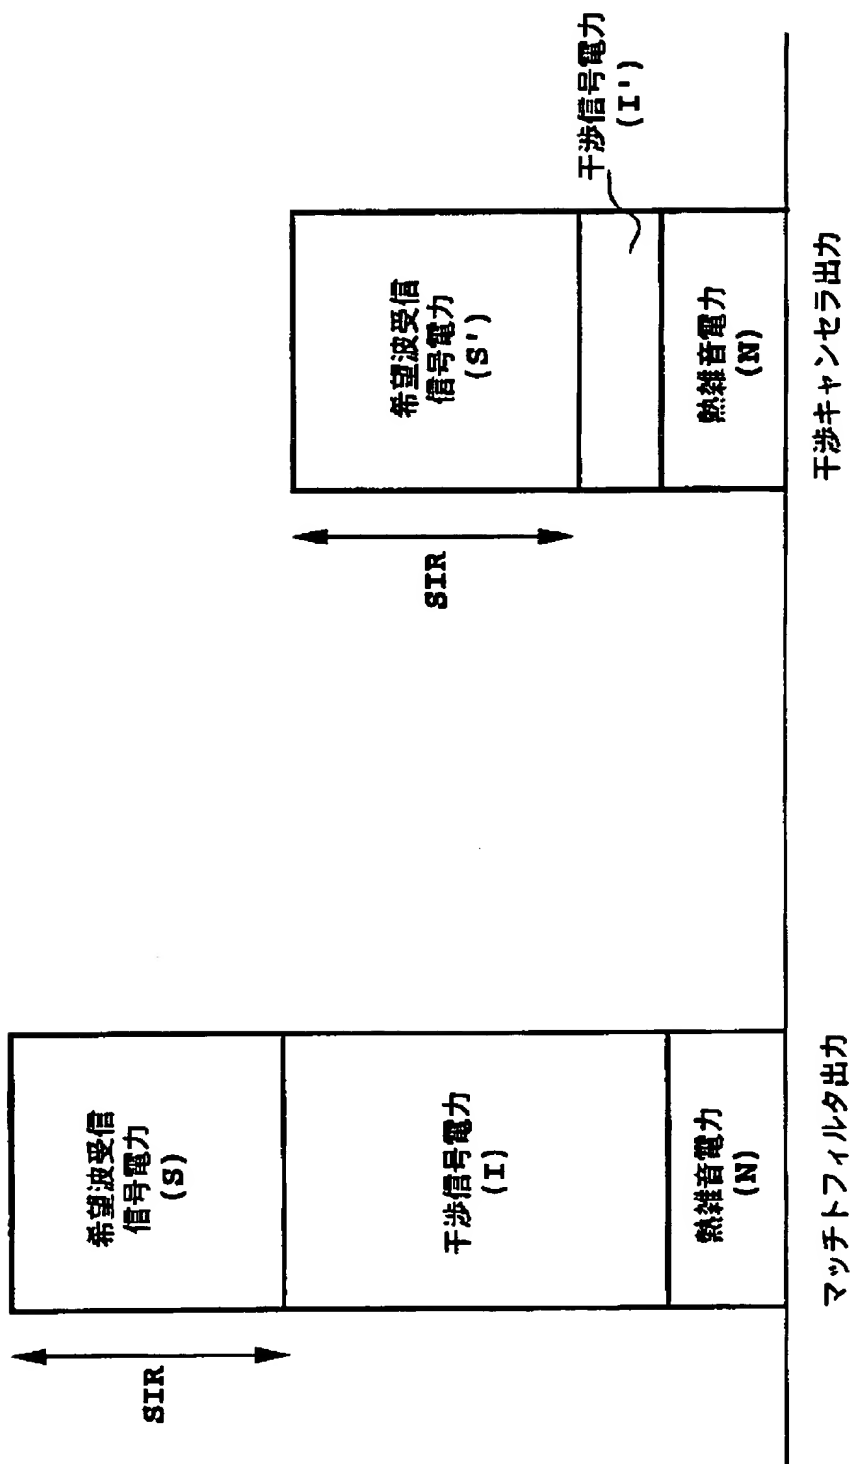 SIR
希望波受信
信号電力
(S)
干渉信号電力
(I)
熱雑音電力
(N)
マッチトフィルタ出力
SIR
希望波受信
信号電力
(S')
干渉信号電力
(I')
熱雑音電力
(N)
干渉キャンセラ出力